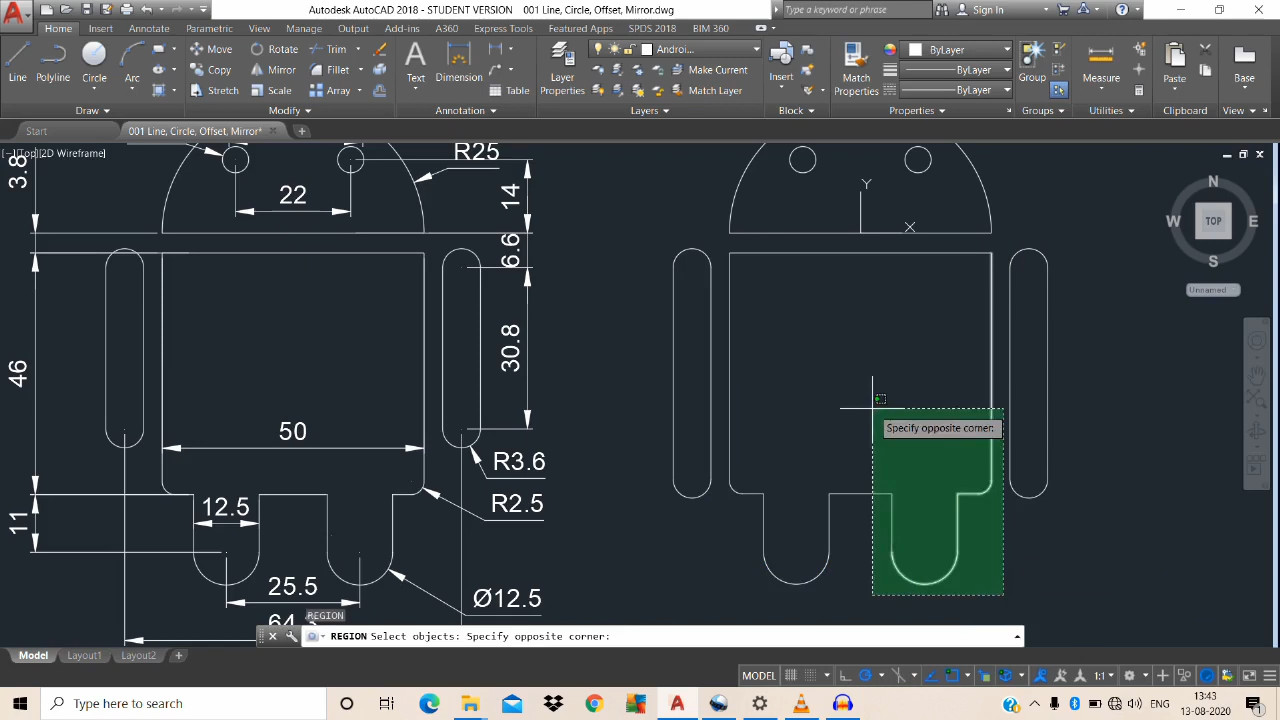 Autodesk AutoCAD 2018 - STUDENT VERSION 001 Line, Circle, Offset, Mirror.dwg
Type a keyword or phrase
Sign In
Home Insert Annotate Parametric View Manage Output Add-ins A360 Express Tools Featured Apps SPDS 2018 BIM 360
Line
Polyline
Circle
Arc
Move
Rotate
Trim
Copy
Mirror
Fillet
Stretch
Scale
Array
Text
Dimension
Table
Layer
Properties
Androi...
Make Current
Match Layer
Insert
Match
Properties
ByLayer
ByLayer
ByLayer
Group
Measure
Paste
Base
Draw
Modify
Annotation
Layers
Block
Properties
Groups
Utilities
Clipboard
View
Start
001 Line, Circle, Offset, Mirror*
[−][Top][2D Wireframe]
3.8
R25
22
14
6.6
46
30.8
50
R3.6
R2.5
12.5
11
25.5
Ø12.5
Y
X
N
W
TOP
E
S
Unnamed
Specify opposite corner:
REGION
REGION Select objects: Specify opposite corner:
Model Layout1 Layout2
MODEL
1:1
Type here to search
ENG
13:43
13-08-2020